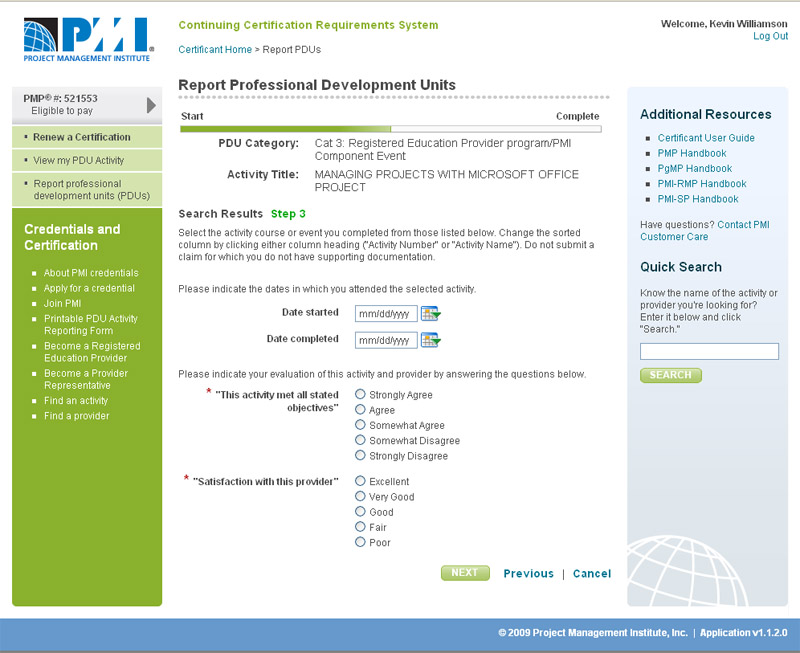 PMI®
PROJECT MANAGEMENT INSTITUTE
Continuing Certification Requirements System
Certificant Home > Report PDUs
Welcome, Kevin Williamson
Log Out
PMP® #: 521553
Eligible to pay
Renew a Certification
View my PDU Activity
Report professional
development units (PDUs)
Credentials and
Certification
About PMI credentials
Apply for a credential
Join PMI
Printable PDU Activity
Reporting Form
Become a Registered
Education Provider
Become a Provider
Representative
Find an activity
Find a provider
Report Professional Development Units
Start Complete
PDU Category: Cat 3: Registered Education Provider program/PMI
Component Event
Activity Title: MANAGING PROJECTS WITH MICROSOFT OFFICE
PROJECT
Search Results Step 3
Select the activity course or event you completed from those listed below. Change the sorted
column by clicking either column heading ("Activity Number" or "Activity Name"). Do not submit a
claim for which you do not have supporting documentation.
Please indicate the dates in which you attended the selected activity.
Date started mm/dd/yyyy
Date completed mm/dd/yyyy
Please indicate your evaluation of this activity and provider by answering the questions below.
* "This activity met all stated
objectives"
Strongly Agree
Agree
Somewhat Agree
Somewhat Disagree
Strongly Disagree
* "Satisfaction with this provider"
Excellent
Very Good
Good
Fair
Poor
NEXT Previous | Cancel
Additional Resources
Certificant User Guide
PMP Handbook
PgMP Handbook
PMI-RMP Handbook
PMI-SP Handbook
Have questions? Contact PMI
Customer Care
Quick Search
Know the name of the activity or
provider you're looking for?
Enter it below and click
"Search."
SEARCH
© 2009 Project Management Institute, Inc. | Application v1.1.2.0